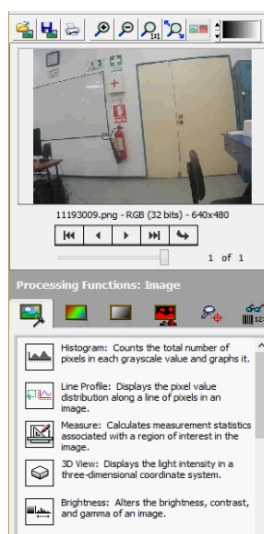 1:1
11193009.png - RGB (32 bits) - 640x480
1 of 1
Processing Functions: Image
Histogram: Counts the total number of
pixels in each grayscale value and graphs it.
Line Profile: Displays the pixel value
distribution along a line of pixels in an
image.
Measure: Calculates measurement statistics
associated with a region of interest in the
image.
3D View: Displays the light intensity in a
three-dimensional coordinate system.
Brightness: Alters the brightness, contrast,
and gamma of an image.